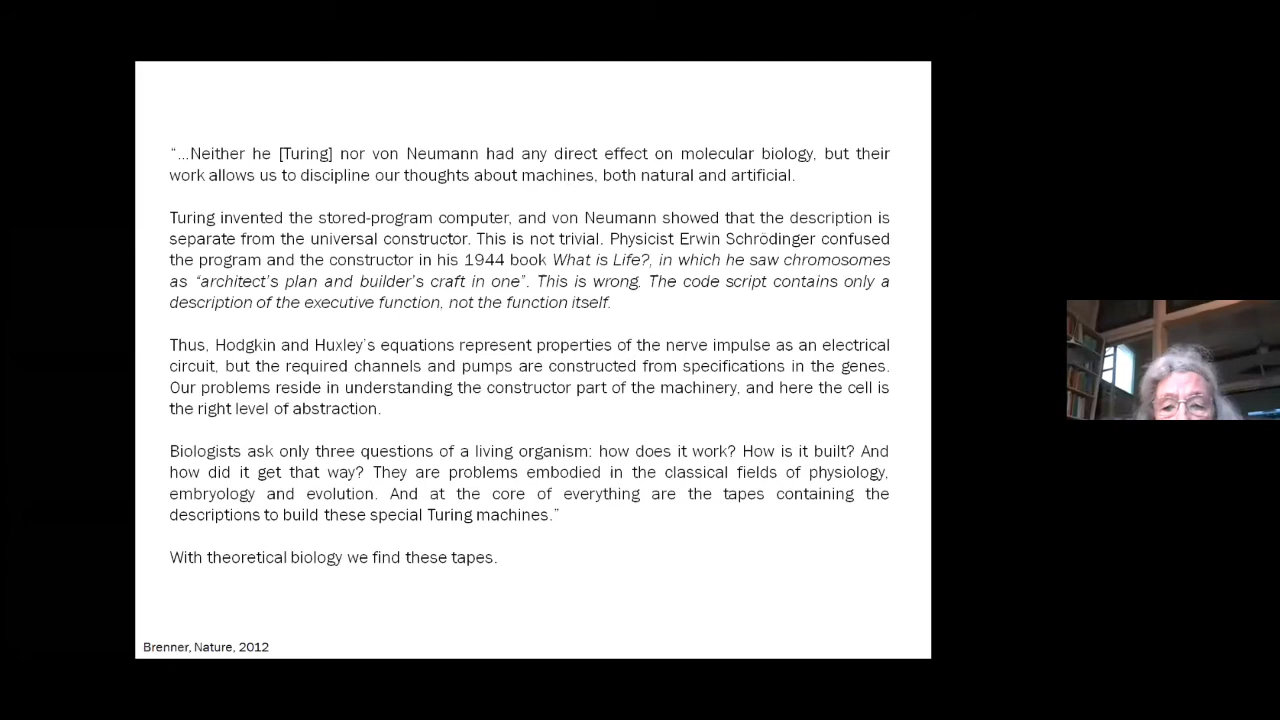 “...Neither he [Turing] nor von Neumann had any direct effect on molecular biology, but their
work allows us to discipline our thoughts about machines, both natural and artificial.
Turing invented the stored-program computer, and von Neumann showed that the description is
separate from the universal constructor. This is not trivial. Physicist Erwin Schrödinger confused
the program and the constructor in his 1944 book What is Life?, in which he saw chromosomes
as “architect’s plan and builder’s craft in one”. This is wrong. The code script contains only a
description of the executive function, not the function itself.
Thus, Hodgkin and Huxley’s equations represent properties of the nerve impulse as an electrical
circuit, but the required channels and pumps are constructed from specifications in the genes.
Our problems reside in understanding the constructor part of the machinery, and here the cell is
the right level of abstraction.
Biologists ask only three questions of a living organism: how does it work? How is it built? And
how did it get that way? They are problems embodied in the classical fields of physiology,
embryology and evolution. And at the core of everything are the tapes containing the
descriptions to build these special Turing machines.”
With theoretical biology we find these tapes.
Brenner, Nature, 2012